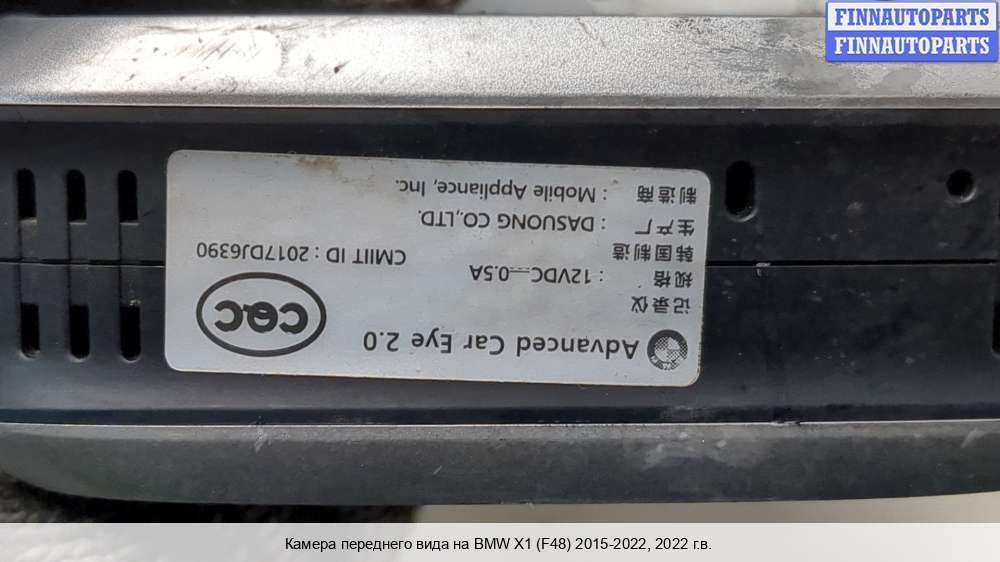 FINNAUTOPARTS
FINNAUTOPARTS
Advanced Car Eye 2.0
记录仪
规格 : 12VDC⎓0.5A
韩国制造 CMIIT ID : 2017DJ6390
生产厂 : DASUONG CO,.LTD.
制造商 : Mobile Appliance, Inc.
CQC
Камера переднего вида на BMW X1 (F48) 2015-2022, 2022 г.в.